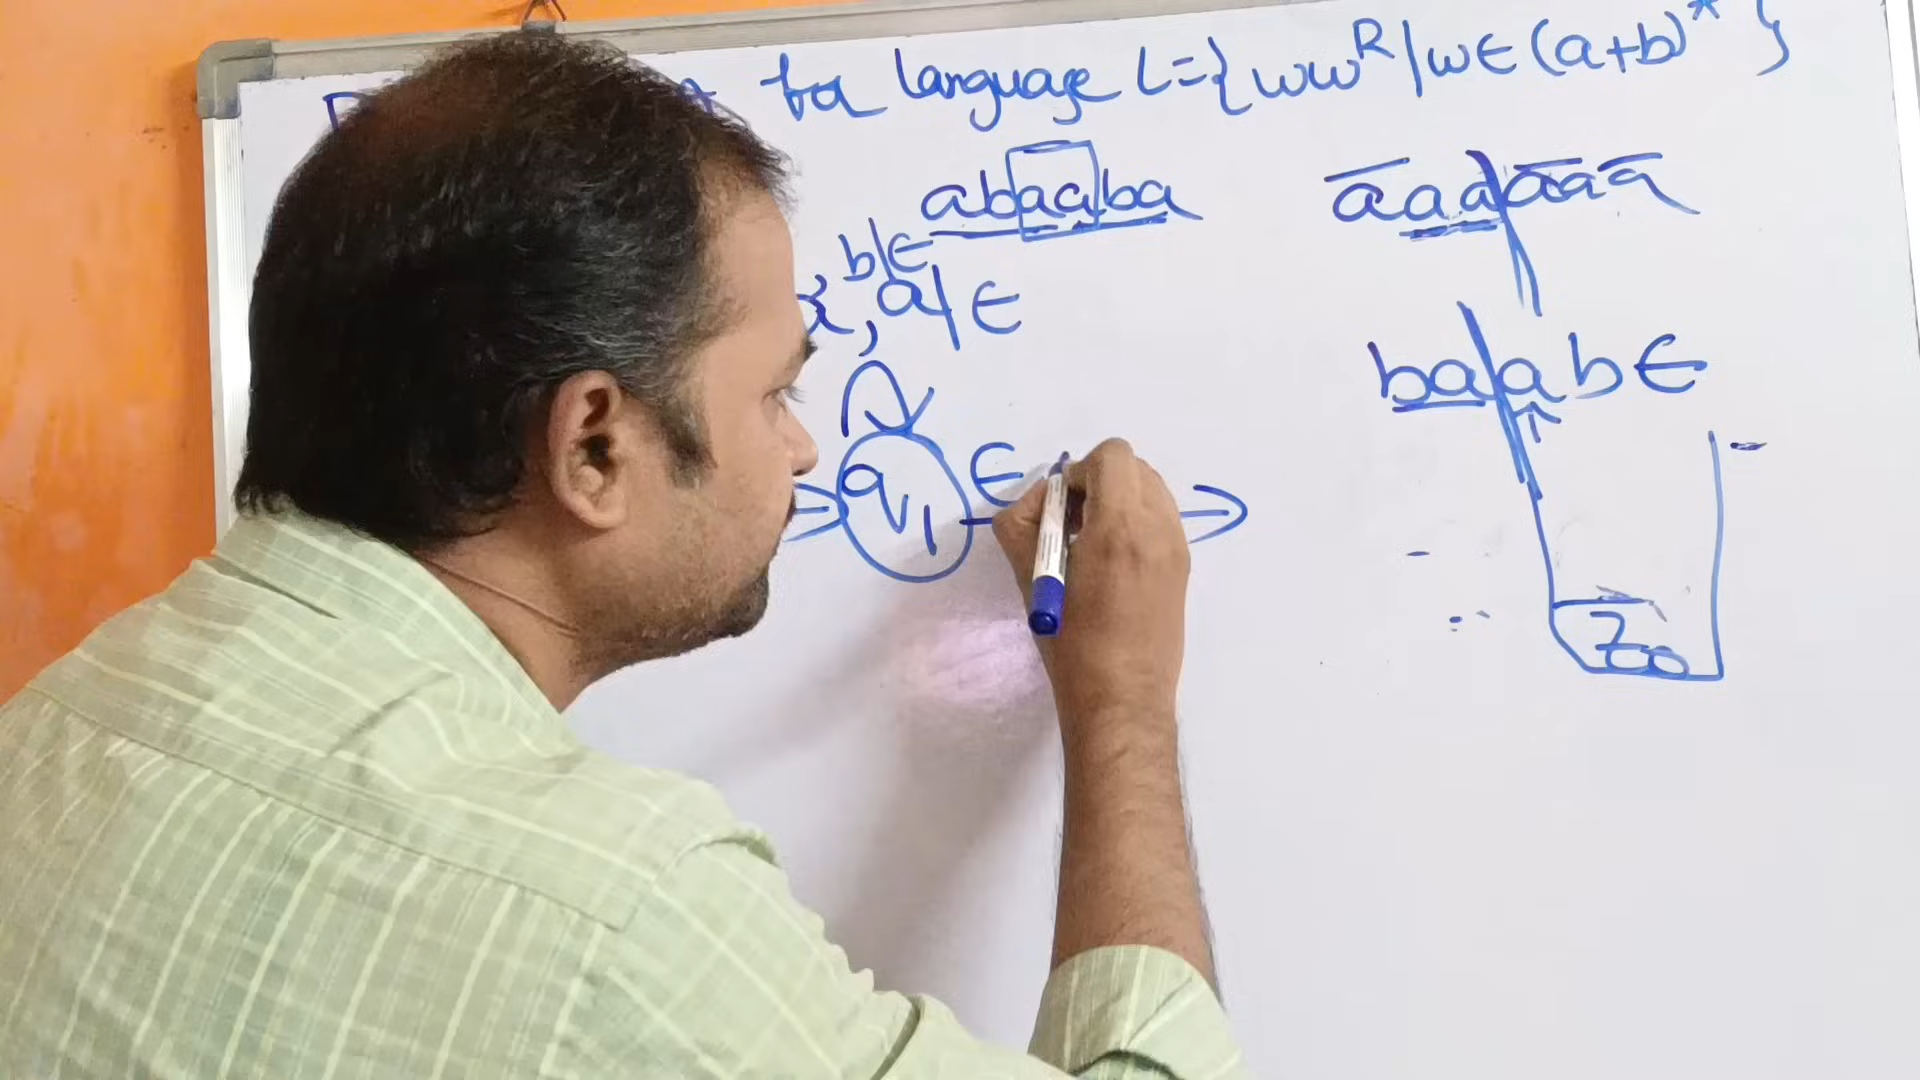 for language L={ww^R|w∈(a+b)*}
abaaba aaaaaa
b|∈
a, a|∈
baab∈
q1 ∈
Z0